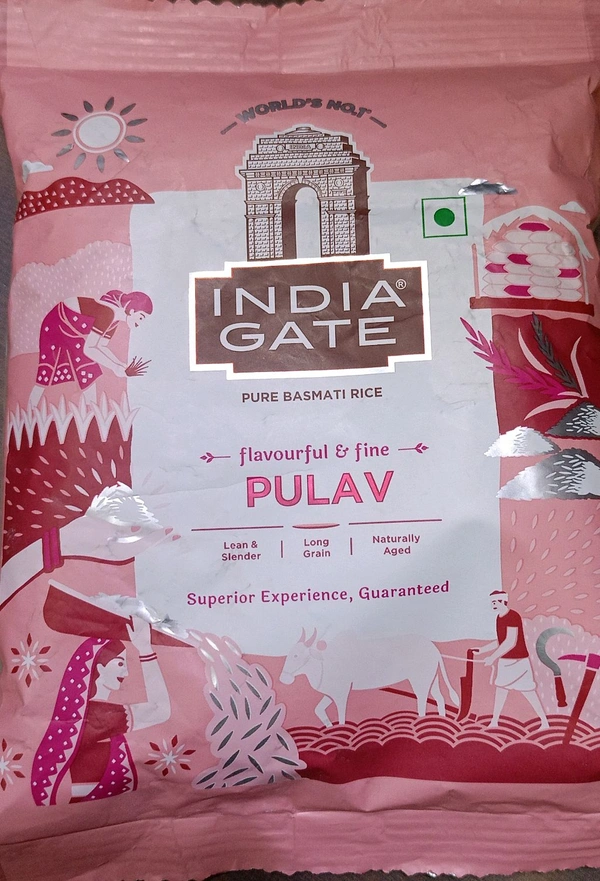 WORLD'S NO.1
INDIA
GATE®
PURE BASMATI RICE
flavourful & fine
PULAV
Lean &
Slender
Long
Grain
Naturally
Aged
Superior Experience, Guaranteed